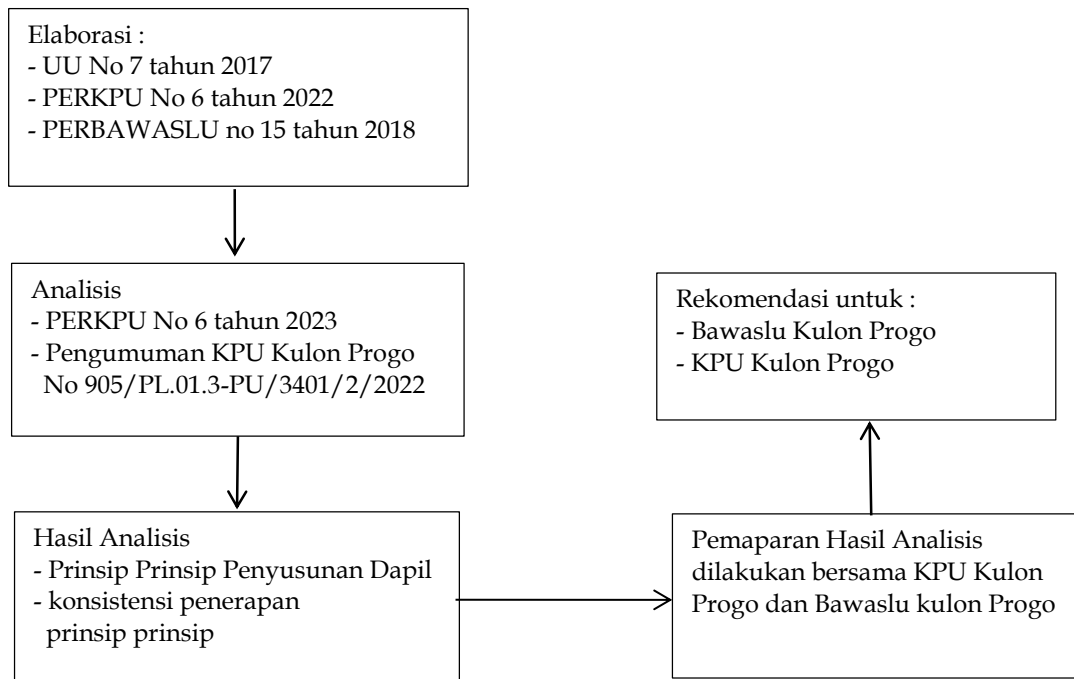 Elaborasi :
- UU No 7 tahun 2017
- PERKPU No 6 tahun 2022
- PERBAWASLU no 15 tahun 2018
Analisis
- PERKPU No 6 tahun 2023
- Pengumuman KPU Kulon Progo
No 905/PL.01.3-PU/3401/2/2022
Hasil Analisis
- Prinsip Prinsip Penyusunan Dapil
- konsistensi penerapan
prinsip prinsip
Pemaparan Hasil Analisis
dilakukan bersama KPU Kulon
Progo dan Bawaslu kulon Progo
Rekomendasi untuk :
- Bawaslu Kulon Progo
- KPU Kulon Progo